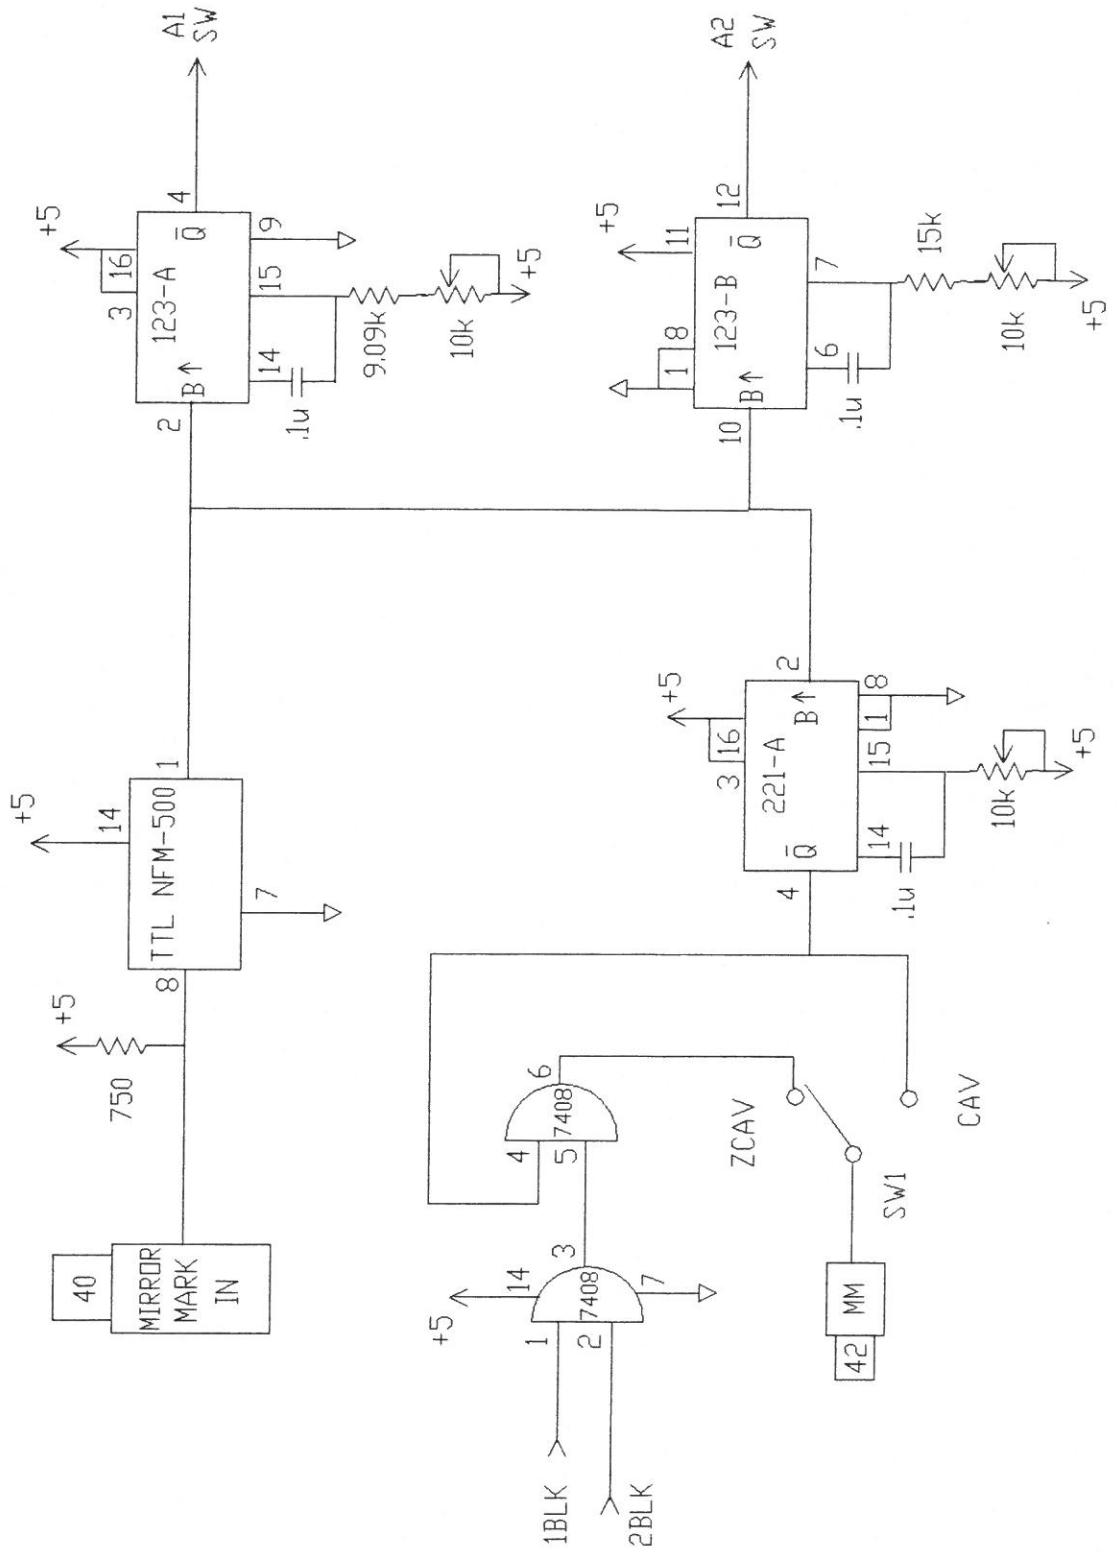 40
MIRROR
MARK
IN
750
+5
8
TTL NFM-500
14
+5
7
1
2
B↑
123-A
Q̅
3
16
+5
4
A1
SW
14
.1u
15
9
9.09k
10k
+5
10
B↑
123-B
Q̅
1
8
11
+5
12
A2
SW
6
.1u
7
15k
10k
+5
1BLK
2BLK
1
2
7408
14
+5
7
3
4
5
7408
6
ZCAV
CAV
SW1
42
MM
4
Q̅
221-A
B↑
3
16
+5
2
14
.1u
15
1
8
10k
+5